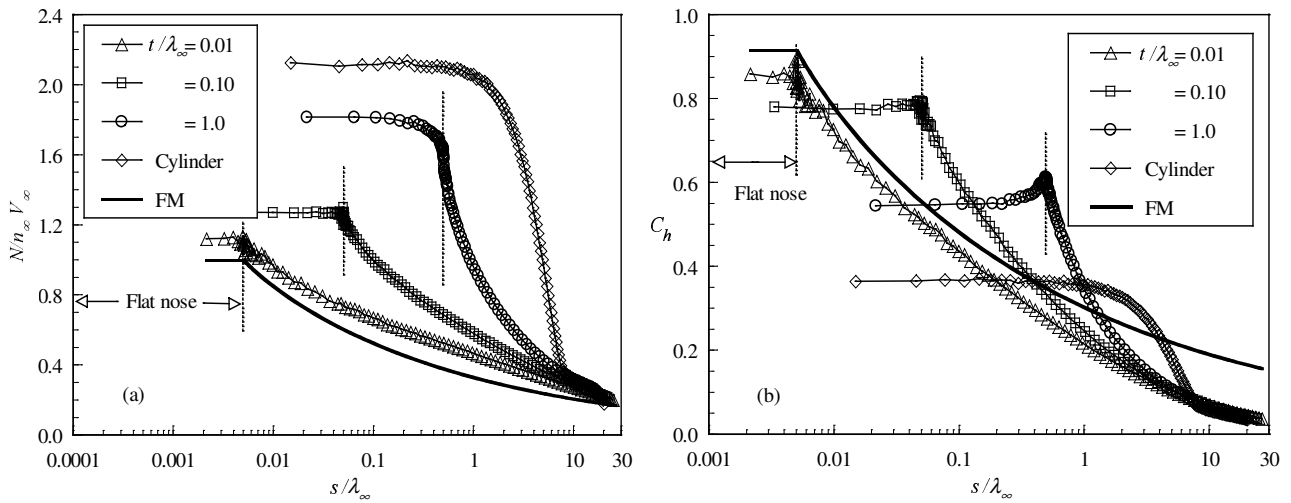 2.4
2.0
1.6
1.2
0.8
0.4
0.0
N/n∞ V∞
t/λ∞ = 0.01
= 0.10
= 1.0
Cylinder
FM
Flat nose
(a)
0.0001 0.001 0.01 0.1 1 10 30
s/λ∞
1.0
0.8
0.6
0.4
0.2
0.0
C_h
t/λ∞ = 0.01
= 0.10
= 1.0
Cylinder
FM
Flat nose
(b)
0.001 0.01 0.1 1 10 30
s/λ∞